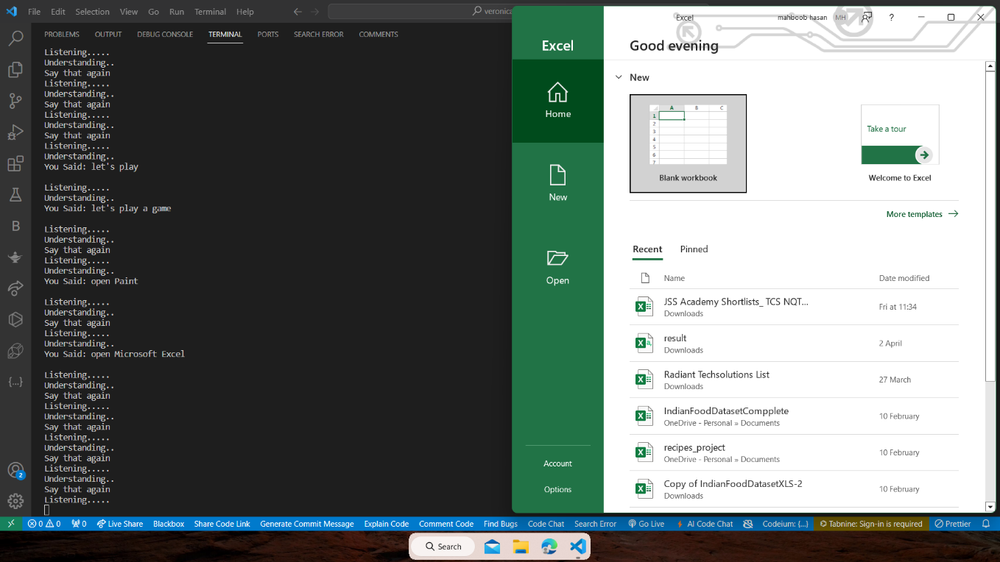 File Edit Selection View Go Run Terminal Help
veronica
PROBLEMS OUTPUT DEBUG CONSOLE TERMINAL PORTS SEARCH ERROR COMMENTS
Listening.....
Understanding..
Say that again
Listening.....
Understanding..
Say that again
Listening.....
Understanding..
Say that again
Listening.....
Understanding..
You Said: let's play
Listening.....
Understanding..
You Said: let's play a game
Listening.....
Understanding..
Say that again
Listening.....
Understanding..
You Said: open Paint
Listening.....
Understanding..
Say that again
Listening.....
Understanding..
You Said: open Microsoft Excel
Listening.....
Understanding..
Say that again
Listening.....
Understanding..
Say that again
Listening.....
Understanding..
Say that again
Listening.....
Understanding..
Say that again
Listening.....
B
{...}
2
Excel mahboob hasan MH ?
Excel
Home
New
Open
Account
Options
Good evening
New
A B C
1
2
3
4
5
6
7
Blank workbook
Take a tour
Welcome to Excel
More templates
Recent Pinned
Name Date modified
JSS Academy Shortlists_ TCS NQT...
Downloads
Fri at 11:34
result
Downloads
2 April
Radiant Techsolutions List
Downloads
27 March
IndianFoodDatasetCompplete
OneDrive - Personal » Documents
10 February
recipes_project
OneDrive - Personal » Documents
10 February
Copy of IndianFoodDatasetXLS-2
Downloads
10 February
0 0 0 Live Share Blackbox Share Code Link Generate Commit Message Explain Code Comment Code Find Bugs Code Chat Search Error Go Live AI Code Chat Codeium: {...} Tabnine: Sign-in is required Prettier
Search